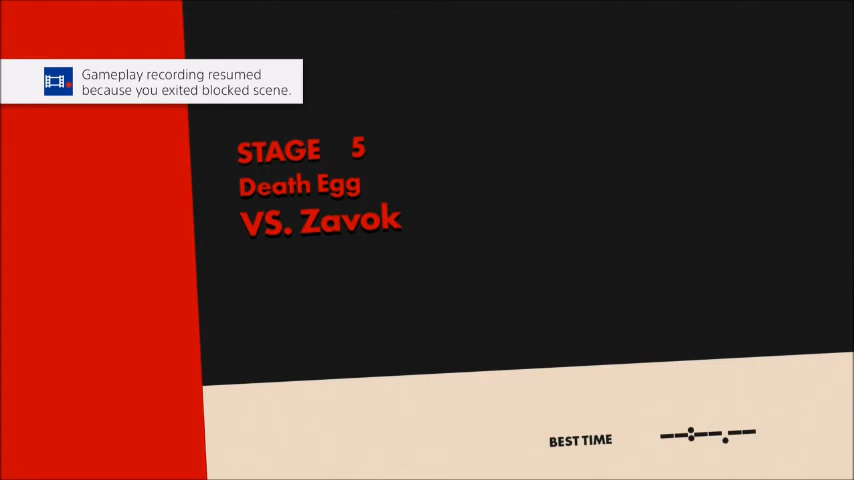 Gameplay recording resumed
because you exited blocked scene.
STAGE 5
Death Egg
VS. Zavok
BEST TIME --:--.--